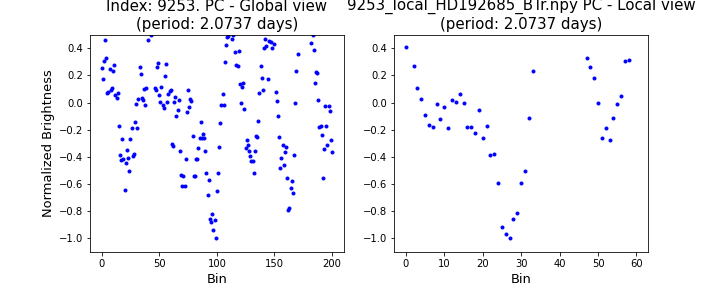 Index: 9253. PC - Global view
(period: 2.0737 days)
9253_local_HD192685_BTr.npy PC - Local view
(period: 2.0737 days)
Normalized Brightness
0.4
0.2
0.0
−0.2
−0.4
−0.6
−0.8
−1.0
0 50 100 150 200
Bin
0.4
0.2
0.0
−0.2
−0.4
−0.6
−0.8
−1.0
0 10 20 30 40 50 60
Bin